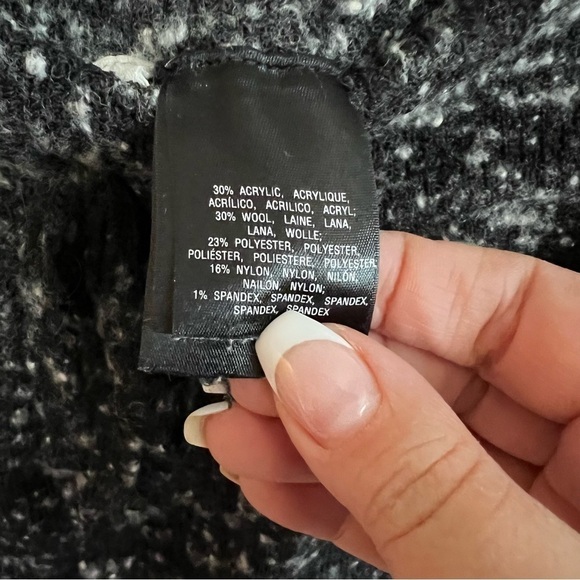 30% ACRYLIC, ACRYLIQUE,
ACRÍLICO, ACRILICO, ACRYL;
30% WOOL, LAINE, LANA,
LANA, WOLLE;
23% POLYESTER, POLYESTER,
POLIÉSTER, POLIESTERE, POLYESTER
16% NYLON, NYLON, NILÓN,
NAILON, NYLON;
1% SPANDEX, SPANDEX, SPANDEX,
SPANDEX, SPANDEX